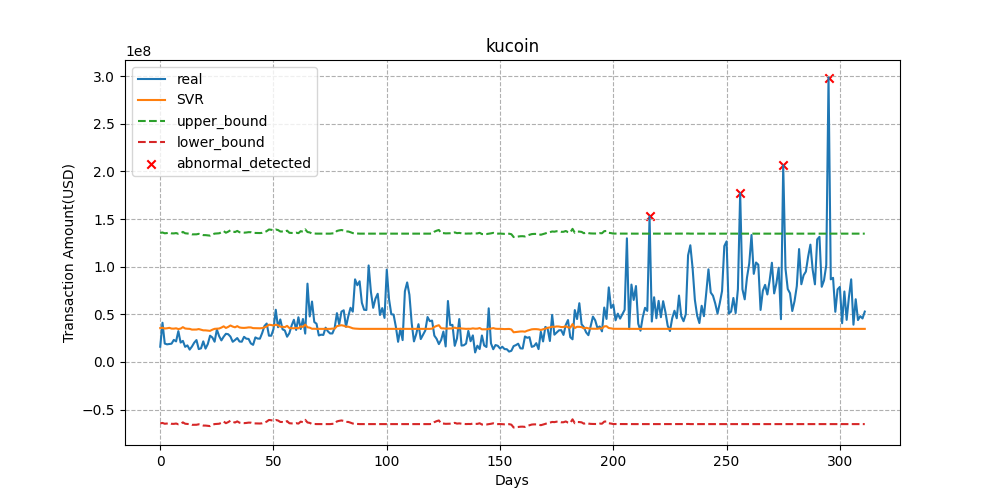 kucoin
1e8
real
SVR
upper_bound
lower_bound
abnormal_detected
3.0
2.5
2.0
1.5
1.0
0.5
0.0
−0.5
Transaction Amount(USD)
0 50 100 150 200 250 300
Days